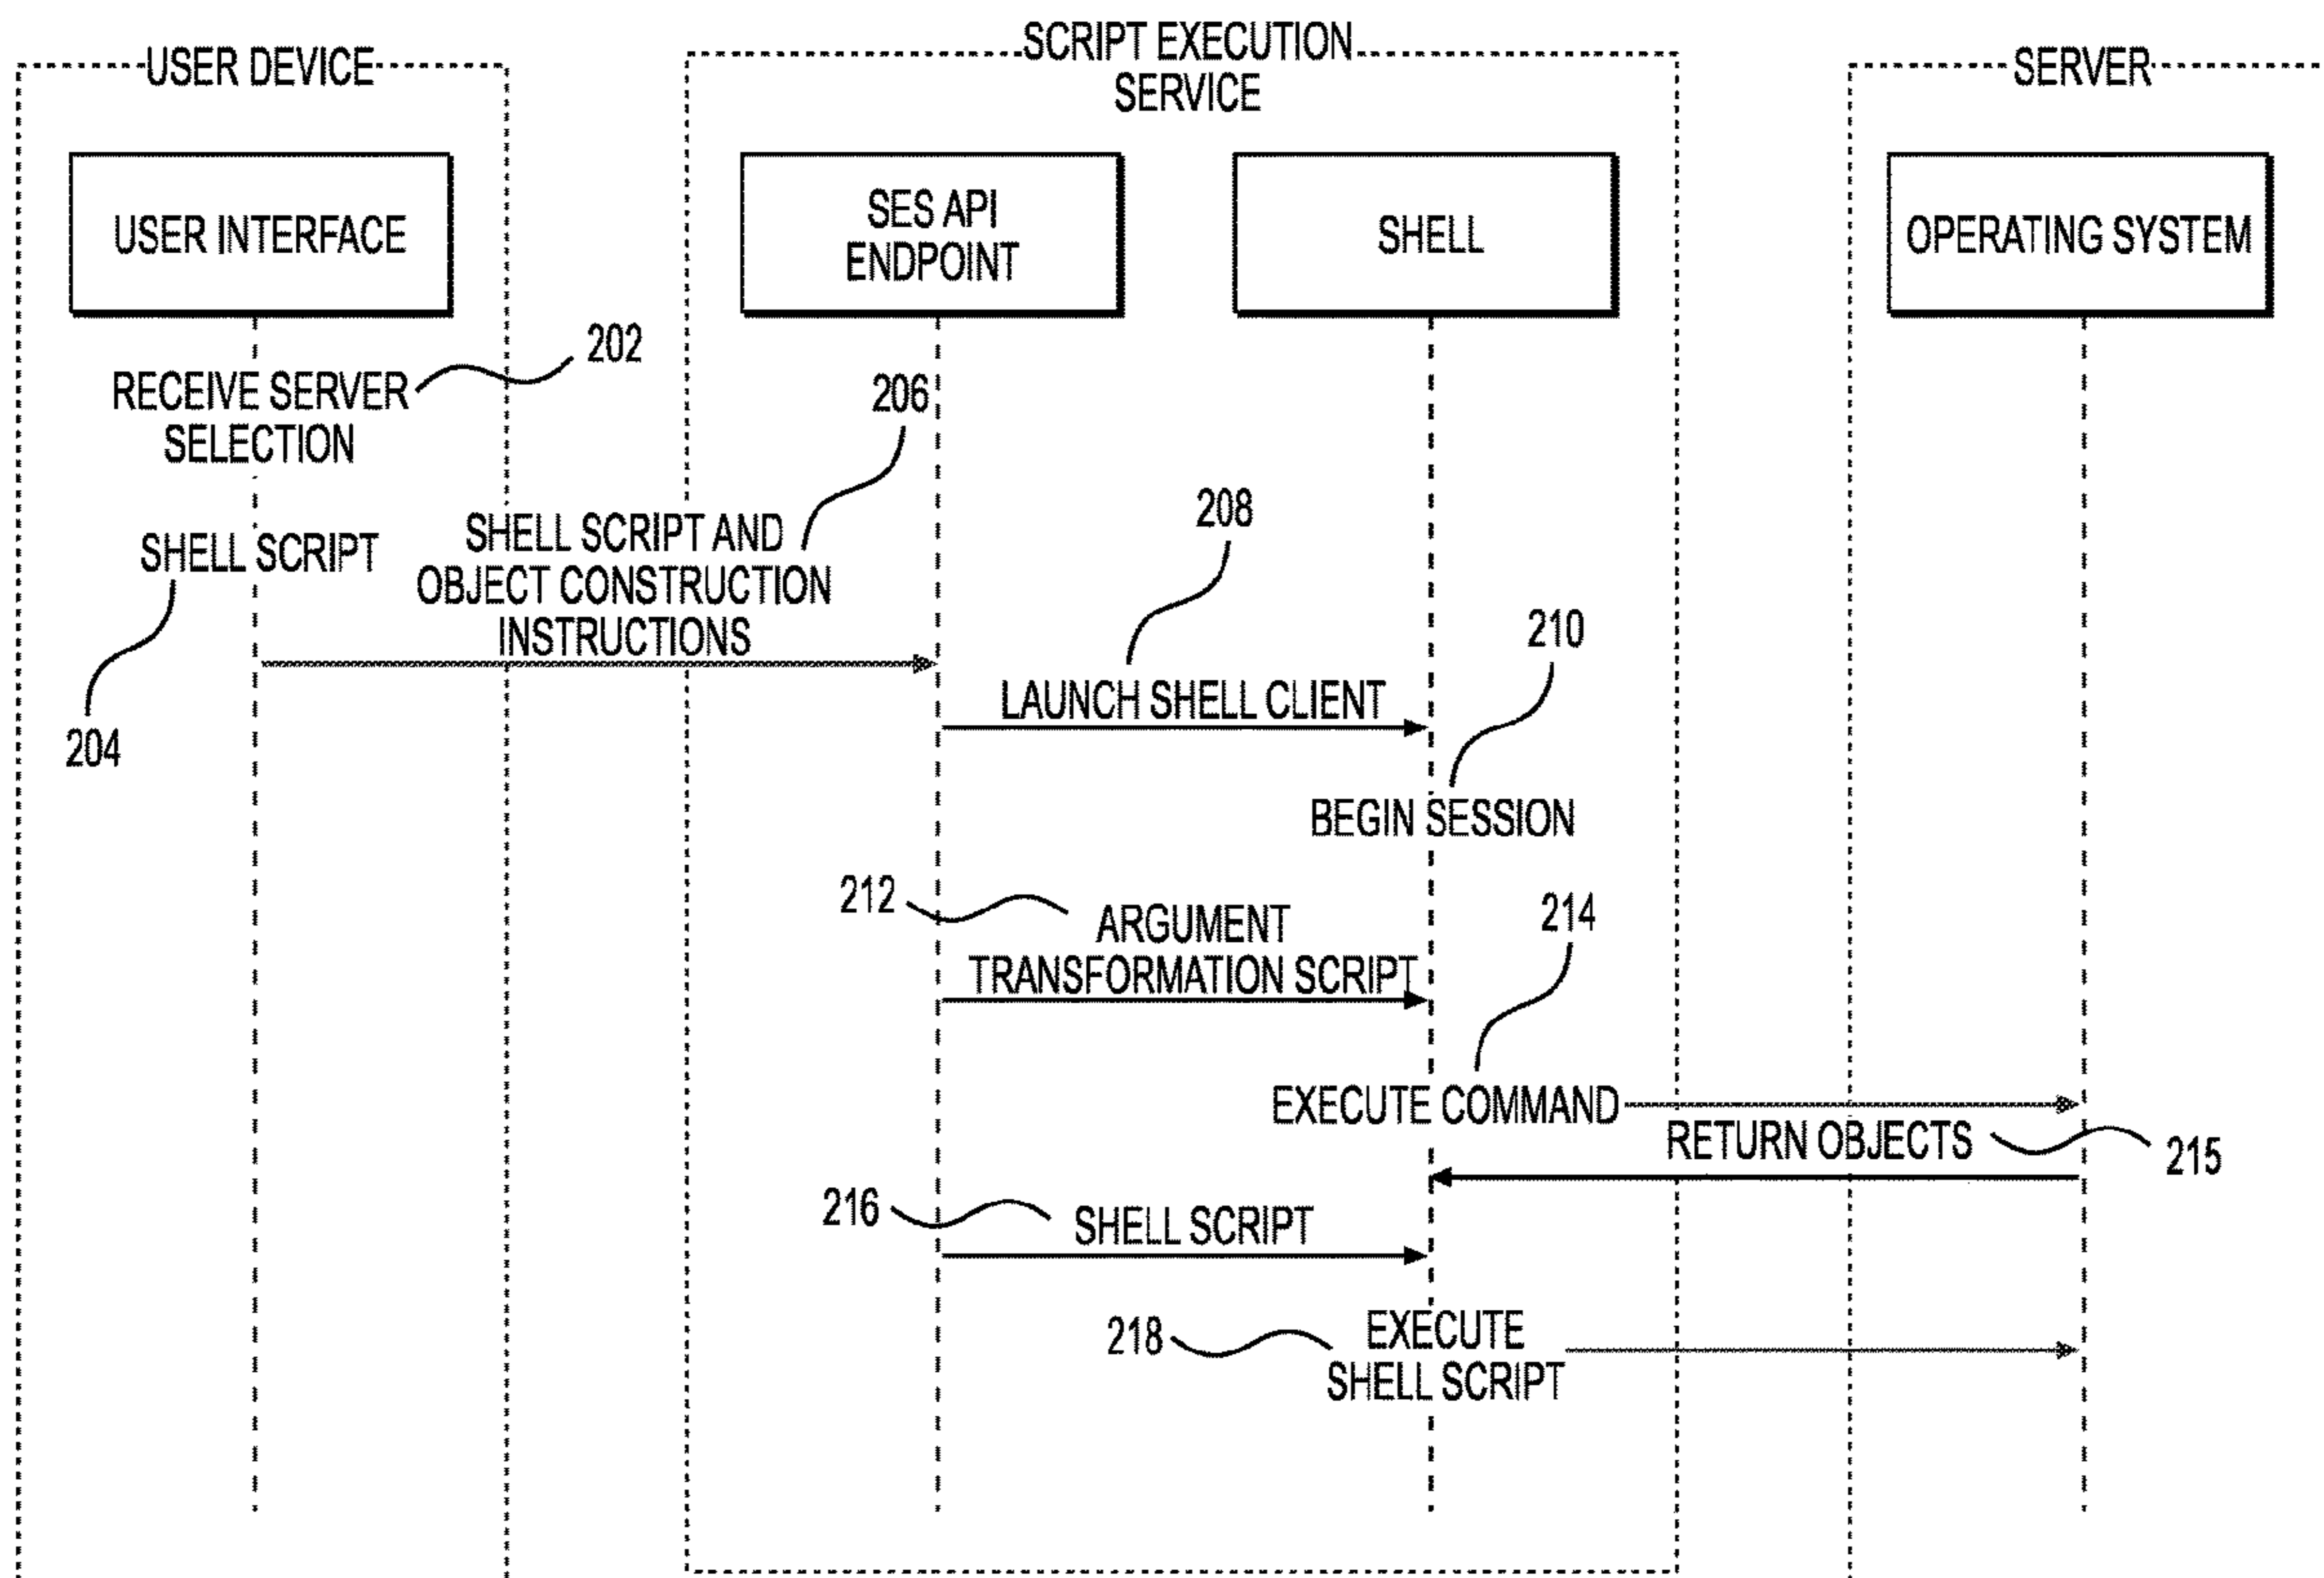 USER DEVICE
SCRIPT EXECUTION
SERVICE
SERVER
USER INTERFACE
SES API
ENDPOINT
SHELL
OPERATING SYSTEM
202
RECEIVE SERVER
SELECTION
206
SHELL SCRIPT
204
SHELL SCRIPT AND
OBJECT CONSTRUCTION
INSTRUCTIONS
208
LAUNCH SHELL CLIENT
210
BEGIN SESSION
212
ARGUMENT
TRANSFORMATION SCRIPT
214
EXECUTE COMMAND
RETURN OBJECTS
215
216
SHELL SCRIPT
218
EXECUTE
SHELL SCRIPT